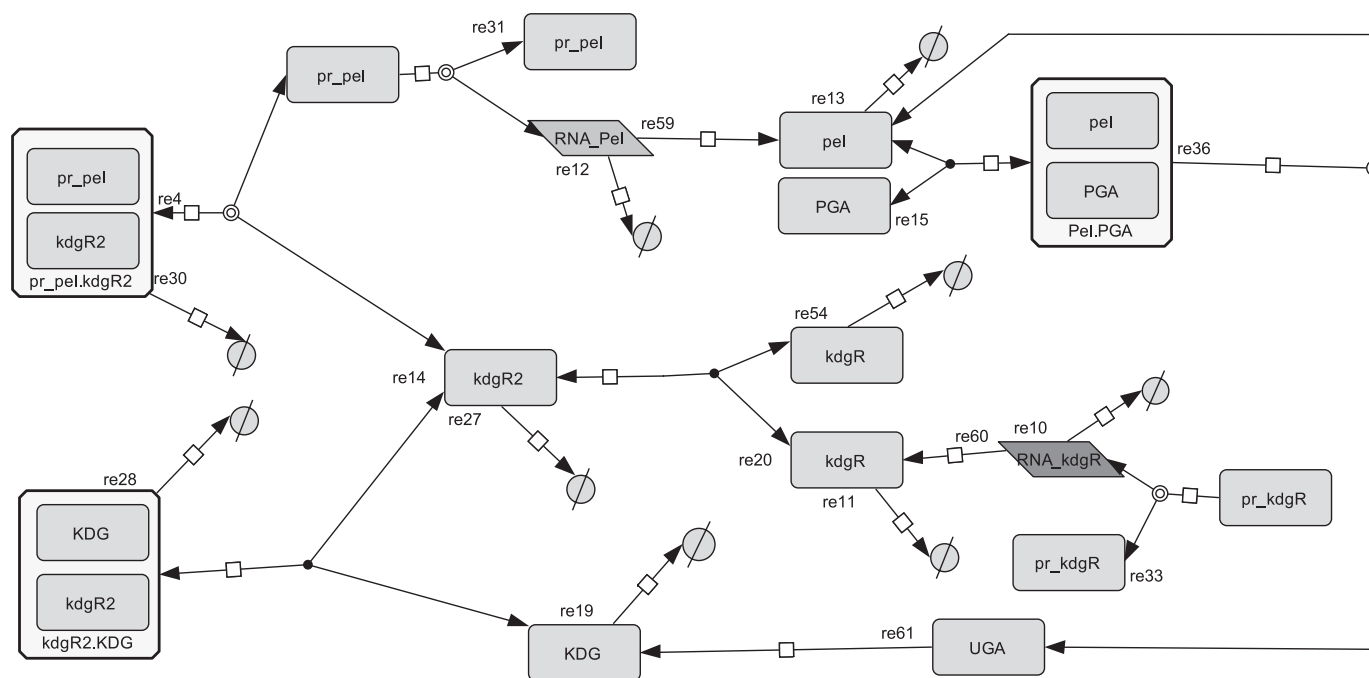 re31
pr_pel
pr_pel
re13
RNA_Pel
re59
pel
pel
re36
re12
pr_pel
re4
PGA
PGA
re15
Pel.PGA
kdgR2
pr_pel.kdgR2
re30
re54
kdgR
re14
kdgR2
re27
re10
re60
RNA_kdgR
re20
kdgR
re28
re11
pr_kdgR
KDG
pr_kdgR
re33
kdgR2
re19
kdgR2.KDG
re61
KDG
UGA